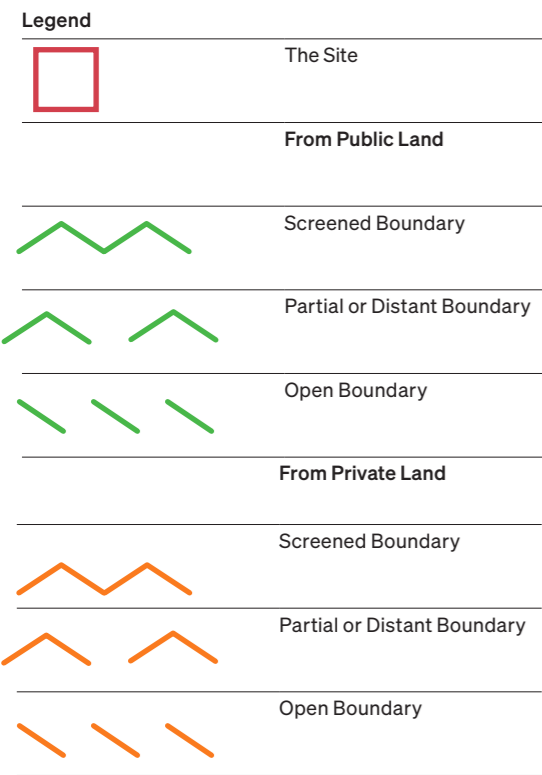 Legend
The Site
From Public Land
Screened Boundary
Partial or Distant Boundary
Open Boundary
From Private Land
Screened Boundary
Partial or Distant Boundary
Open Boundary